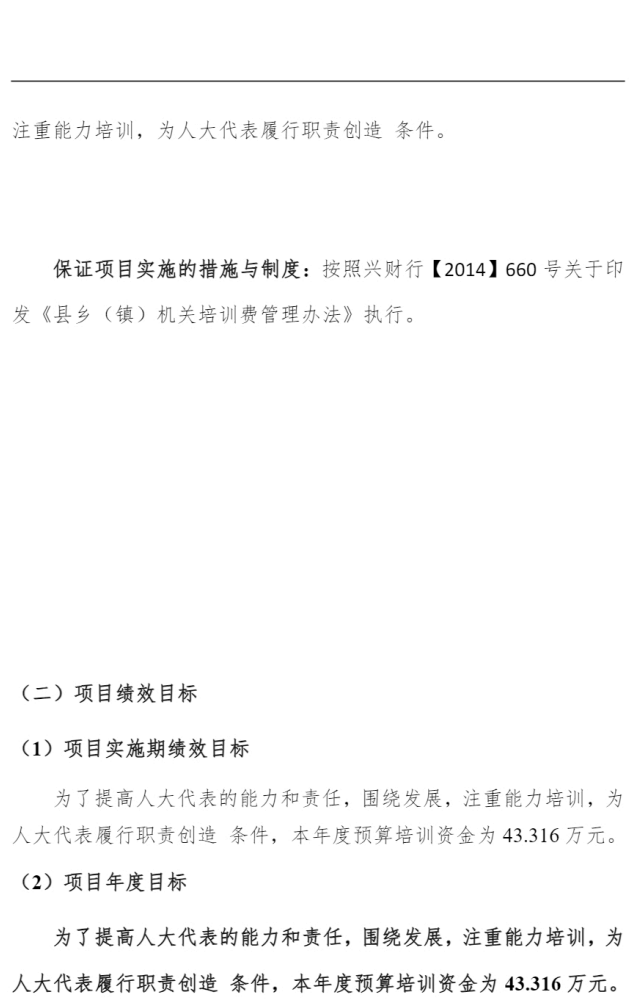 注重能力培训，为人大代表履行职责创造 条件。
保证项目实施的措施与制度：按照兴财行【2014】660 号关于印
发《县乡（镇）机关培训费管理办法》执行。
（二）项目绩效目标
（1）项目实施期绩效目标
为了提高人大代表的能力和责任，围绕发展，注重能力培训，为
人大代表履行职责创造 条件，本年度预算培训资金为 43.316 万元。
（2）项目年度目标
为了提高人大代表的能力和责任，围绕发展，注重能力培训，为
人大代表履行职责创造 条件，本年度预算培训资金为 43.316 万元。